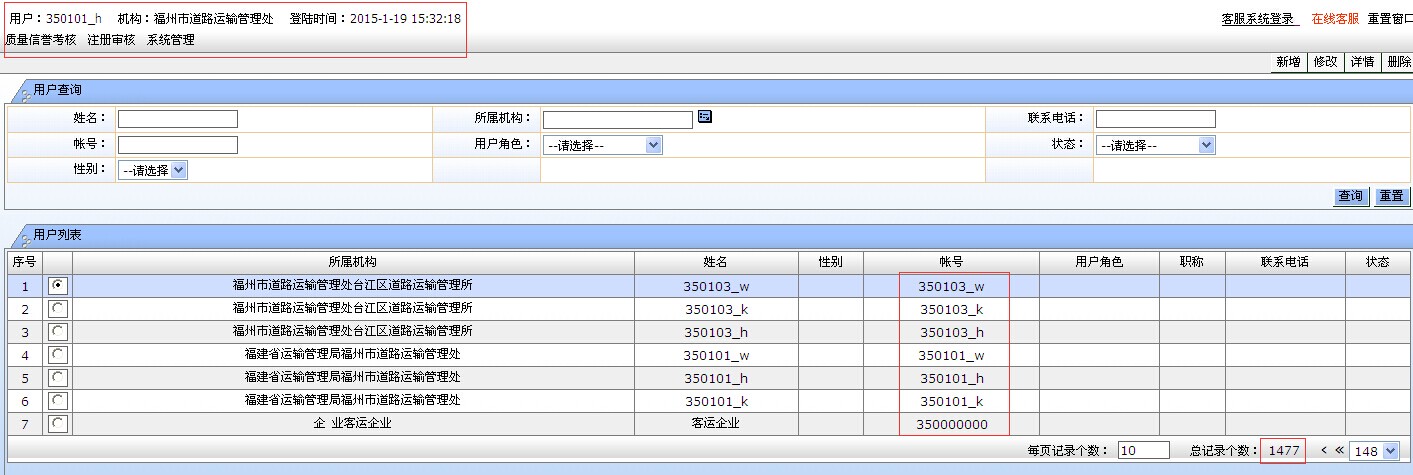 用户：350101_h 机构：福州市道路运输管理处 登陆时间：2015-1-19 15:32:18 客服系统登录 在线客服 重置窗口
质量信誉考核 注册审核 系统管理
新增 修改 详情 删除
用户查询
姓名： 所属机构： 联系电话：
帐号： 用户角色： --请选择-- 状态： --请选择--
性别： --请选择
查询 重置
用户列表
序号 所属机构 姓名 性别 帐号 用户角色 职称 联系电话 状态
1 福州市道路运输管理处台江区道路运输管理所 350103_w 350103_w
2 福州市道路运输管理处台江区道路运输管理所 350103_k 350103_k
3 福州市道路运输管理处台江区道路运输管理所 350103_h 350103_h
4 福建省运输管理局福州市道路运输管理处 350101_w 350101_w
5 福建省运输管理局福州市道路运输管理处 350101_h 350101_h
6 福建省运输管理局福州市道路运输管理处 350101_k 350101_k
7 企 业客运企业 客运企业 350000000
每页记录个数： 10 总记录个数： 1477 < « 148